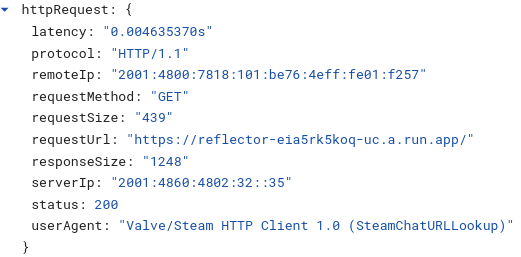 httpRequest: {
latency: "0.004635370s"
protocol: "HTTP/1.1"
remoteIp: "2001:4800:7818:101:be76:4eff:fe01:f257"
requestMethod: "GET"
requestSize: "439"
requestUrl: "https://reflector-eia5rk5koq-uc.a.run.app/"
responseSize: "1248"
serverIp: "2001:4860:4802:32::35"
status: 200
userAgent: "Valve/Steam HTTP Client 1.0 (SteamChatURLLookup)"
}